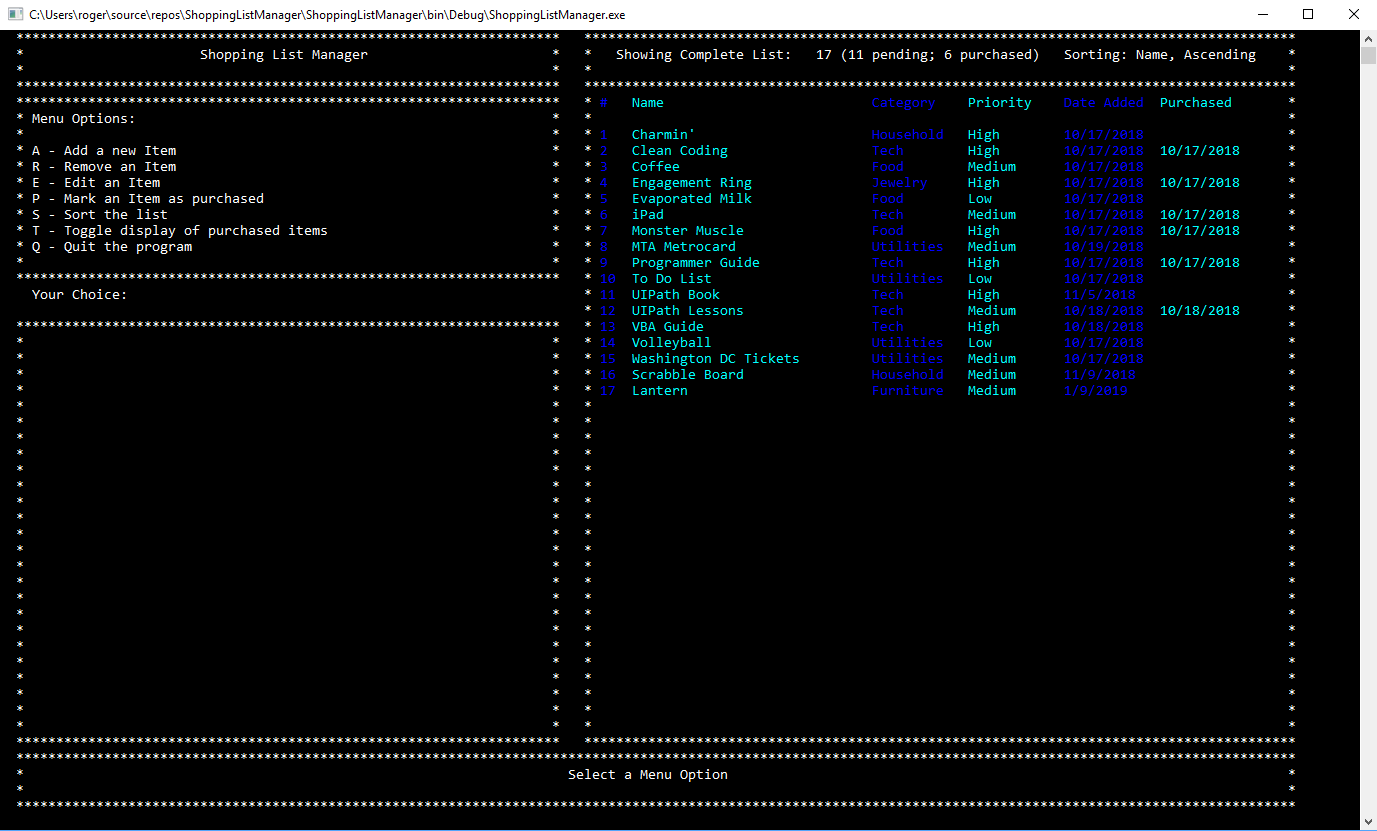 C:\Users\roger\source\repos\ShoppingListManager\ShoppingListManager\bin\Debug\ShoppingListManager.exe
Shopping List Manager
Menu Options:
A - Add a new Item
R - Remove an Item
E - Edit an Item
P - Mark an Item as purchased
S - Sort the list
T - Toggle display of purchased items
Q - Quit the program
Your Choice:
Showing Complete List: 17 (11 pending; 6 purchased) Sorting: Name, Ascending
# Name Category Priority Date Added Purchased
1 Charmin' Household High 10/17/2018
2 Clean Coding Tech High 10/17/2018 10/17/2018
3 Coffee Food Medium 10/17/2018
4 Engagement Ring Jewelry High 10/17/2018 10/17/2018
5 Evaporated Milk Food Low 10/17/2018
6 iPad Tech Medium 10/17/2018 10/17/2018
7 Monster Muscle Food High 10/17/2018 10/17/2018
8 MTA Metrocard Utilities Medium 10/19/2018
9 Programmer Guide Tech High 10/17/2018 10/17/2018
10 To Do List Utilities Low 10/17/2018
11 UIPath Book Tech High 11/5/2018
12 UIPath Lessons Tech Medium 10/18/2018 10/18/2018
13 VBA Guide Tech High 10/18/2018
14 Volleyball Utilities Low 10/17/2018
15 Washington DC Tickets Utilities Medium 10/17/2018
16 Scrabble Board Household Medium 11/9/2018
17 Lantern Furniture Medium 1/9/2019
Select a Menu Option